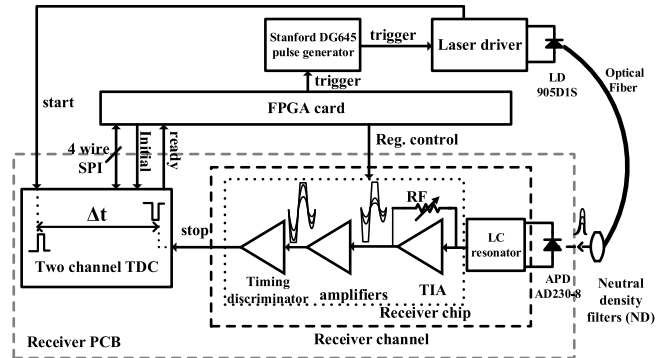 Stanford DG645
pulse generator
trigger
Laser driver
LD
905D1S
Optical
Fiber
start
trigger
FPGA card
4 wire
SPI
Initial
ready
Reg. control
RF
Δt
Two channel TDC
stop
Timing
discriminator
amplifiers
TIA
LC
resonator
APD
AD230-8
Neutral
density
filters (ND)
Receiver chip
Receiver channel
Receiver PCB